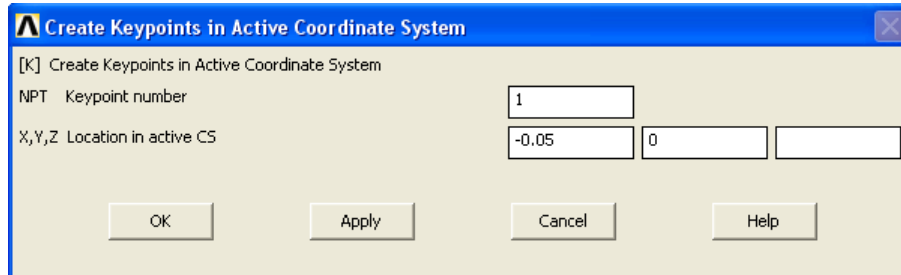 Create Keypoints in Active Coordinate System
[K] Create Keypoints in Active Coordinate System
NPT Keypoint number 1
X,Y,Z Location in active CS -0.05 0
OK Apply Cancel Help